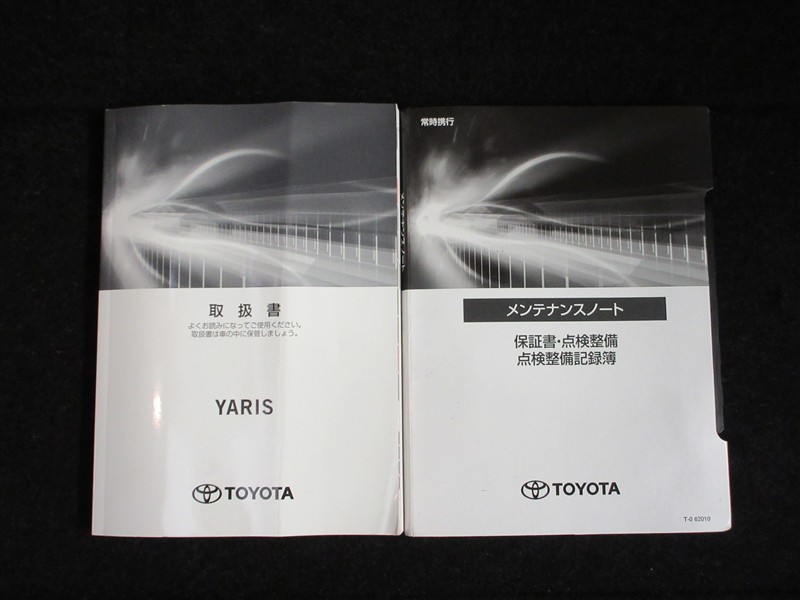 取扱書
よくお読みになってご使用ください。
取扱書は車の中に保管しましょう。
YARIS
TOYOTA
常時携行
メンテナンスノート
保証書・点検整備
点検整備記録簿
TOYOTA